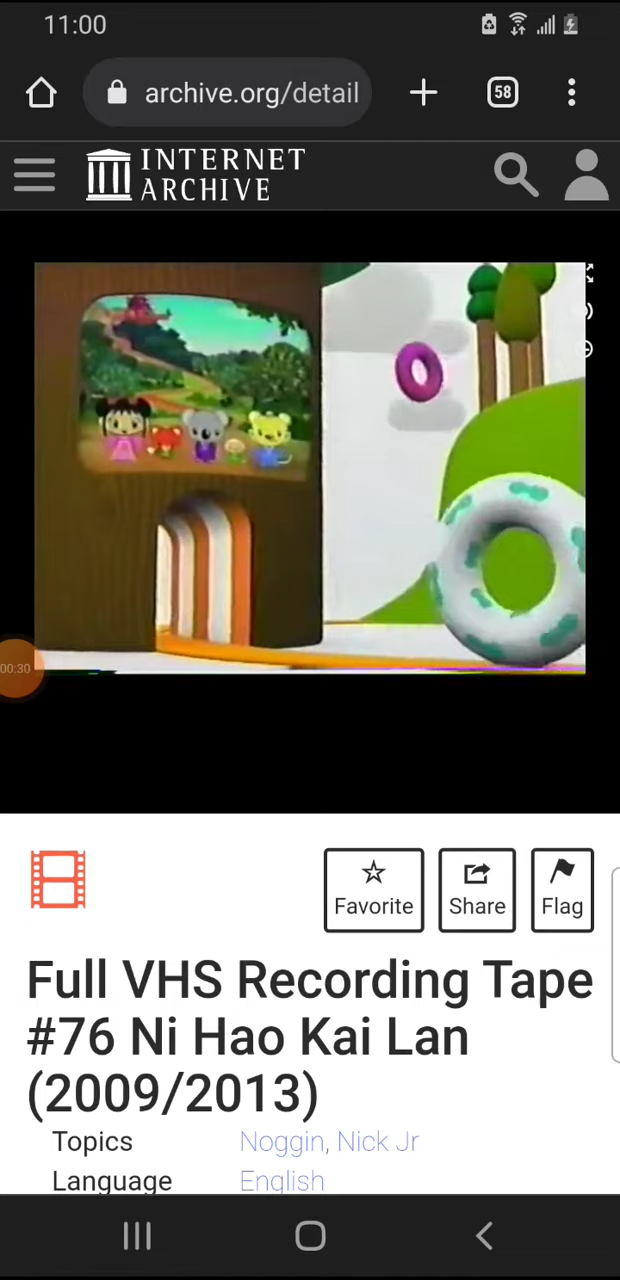 11:00
archive.org/detail
58
INTERNET
ARCHIVE
00:30
Favorite
Share
Flag
Full VHS Recording Tape
#76 Ni Hao Kai Lan
(2009/2013)
Topics Noggin, Nick Jr
Language English